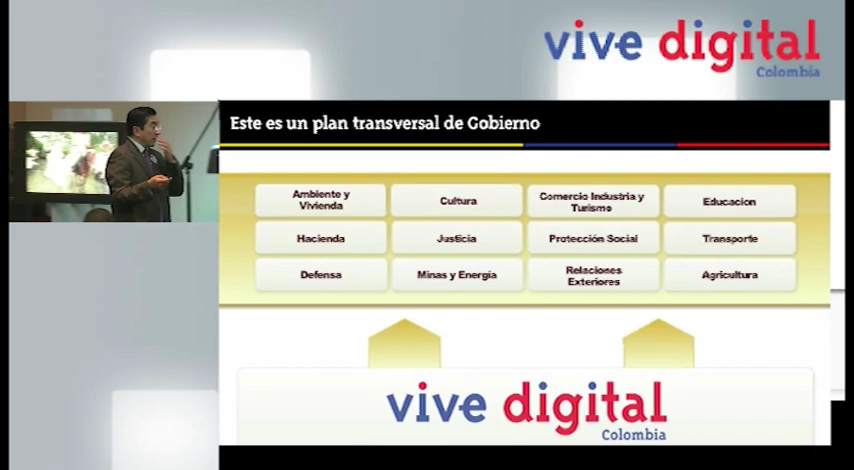 vive digital
Colombia
Este es un plan transversal de Gobierno
Ambiente y
Vivienda
Cultura
Comercio Industria y
Turismo
Educacion
Hacienda
Justicia
Protección Social
Transporte
Defensa
Minas y Energía
Relaciones
Exteriores
Agricultura
vive digital
Colombia